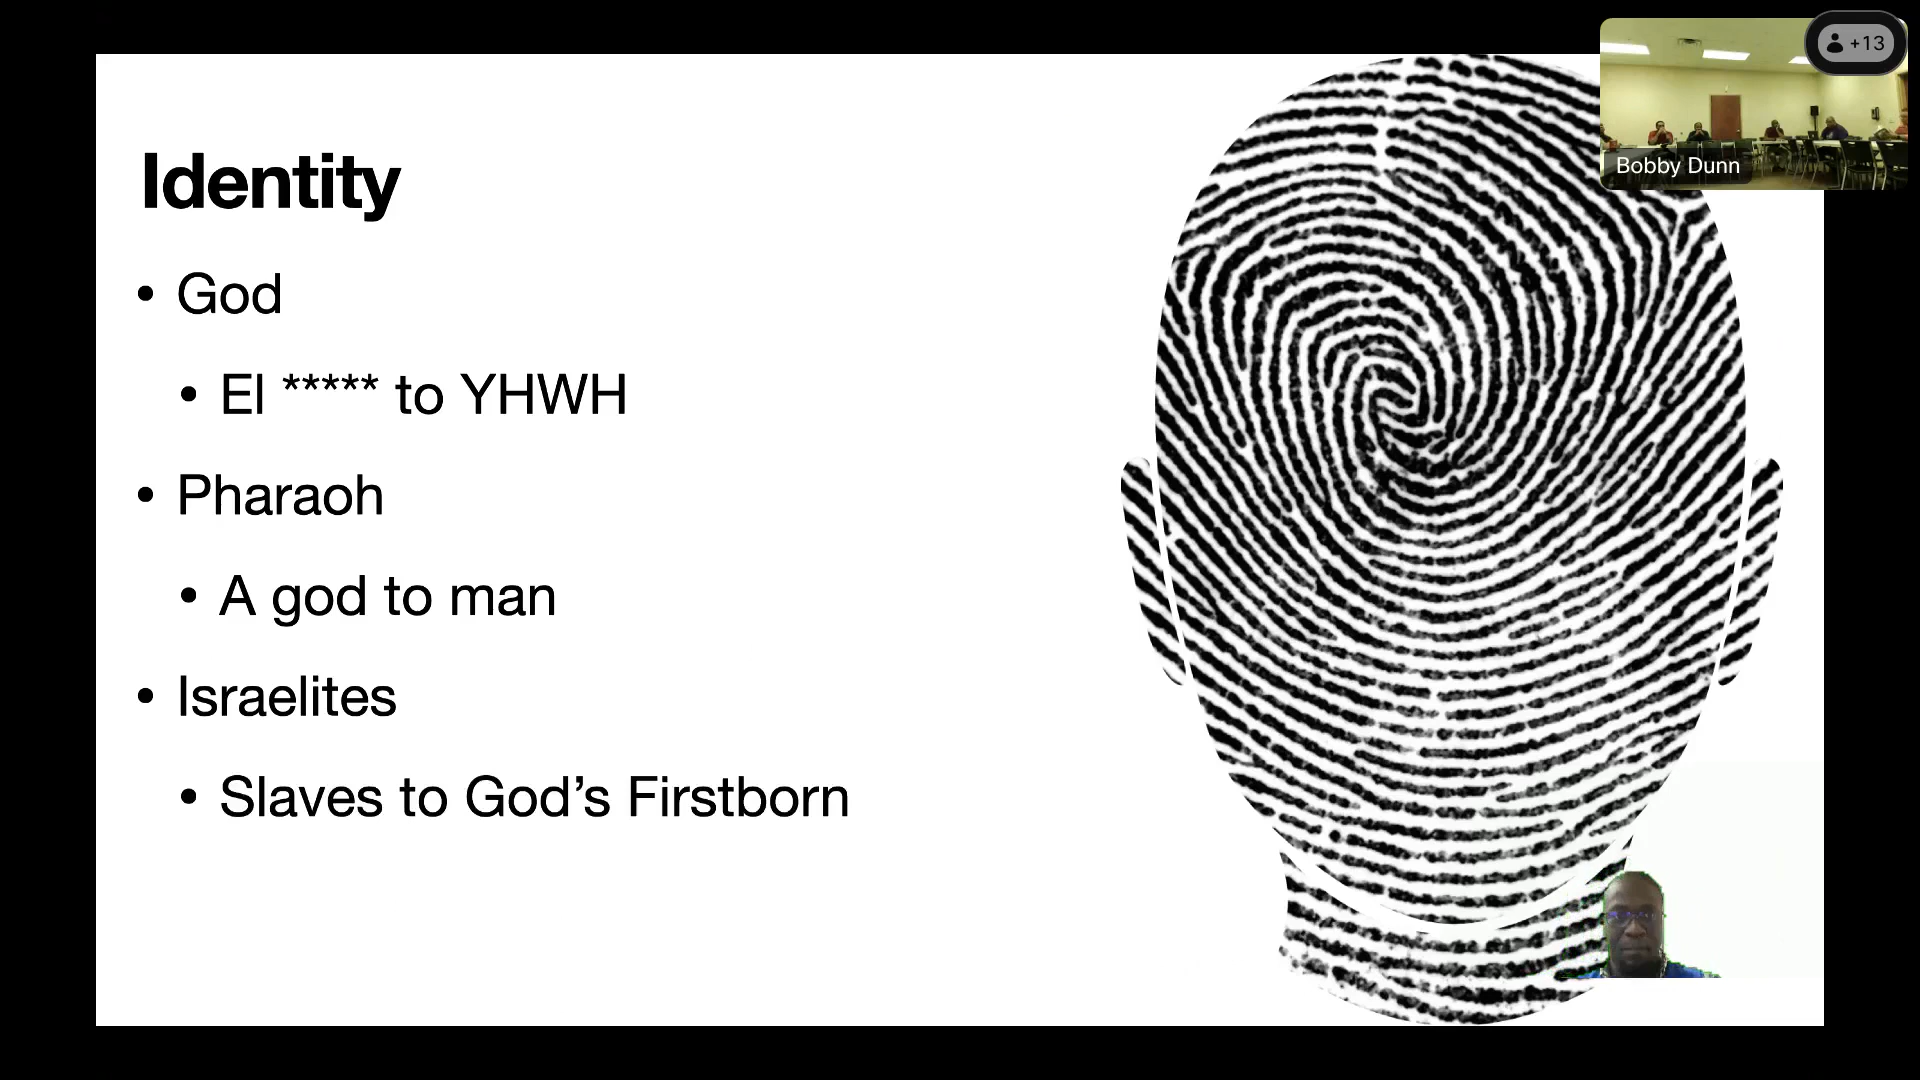 +13
Bobby Dunn
Identity
• God
• El ***** to YHWH
• Pharaoh
• A god to man
• Israelites
• Slaves to God’s Firstborn